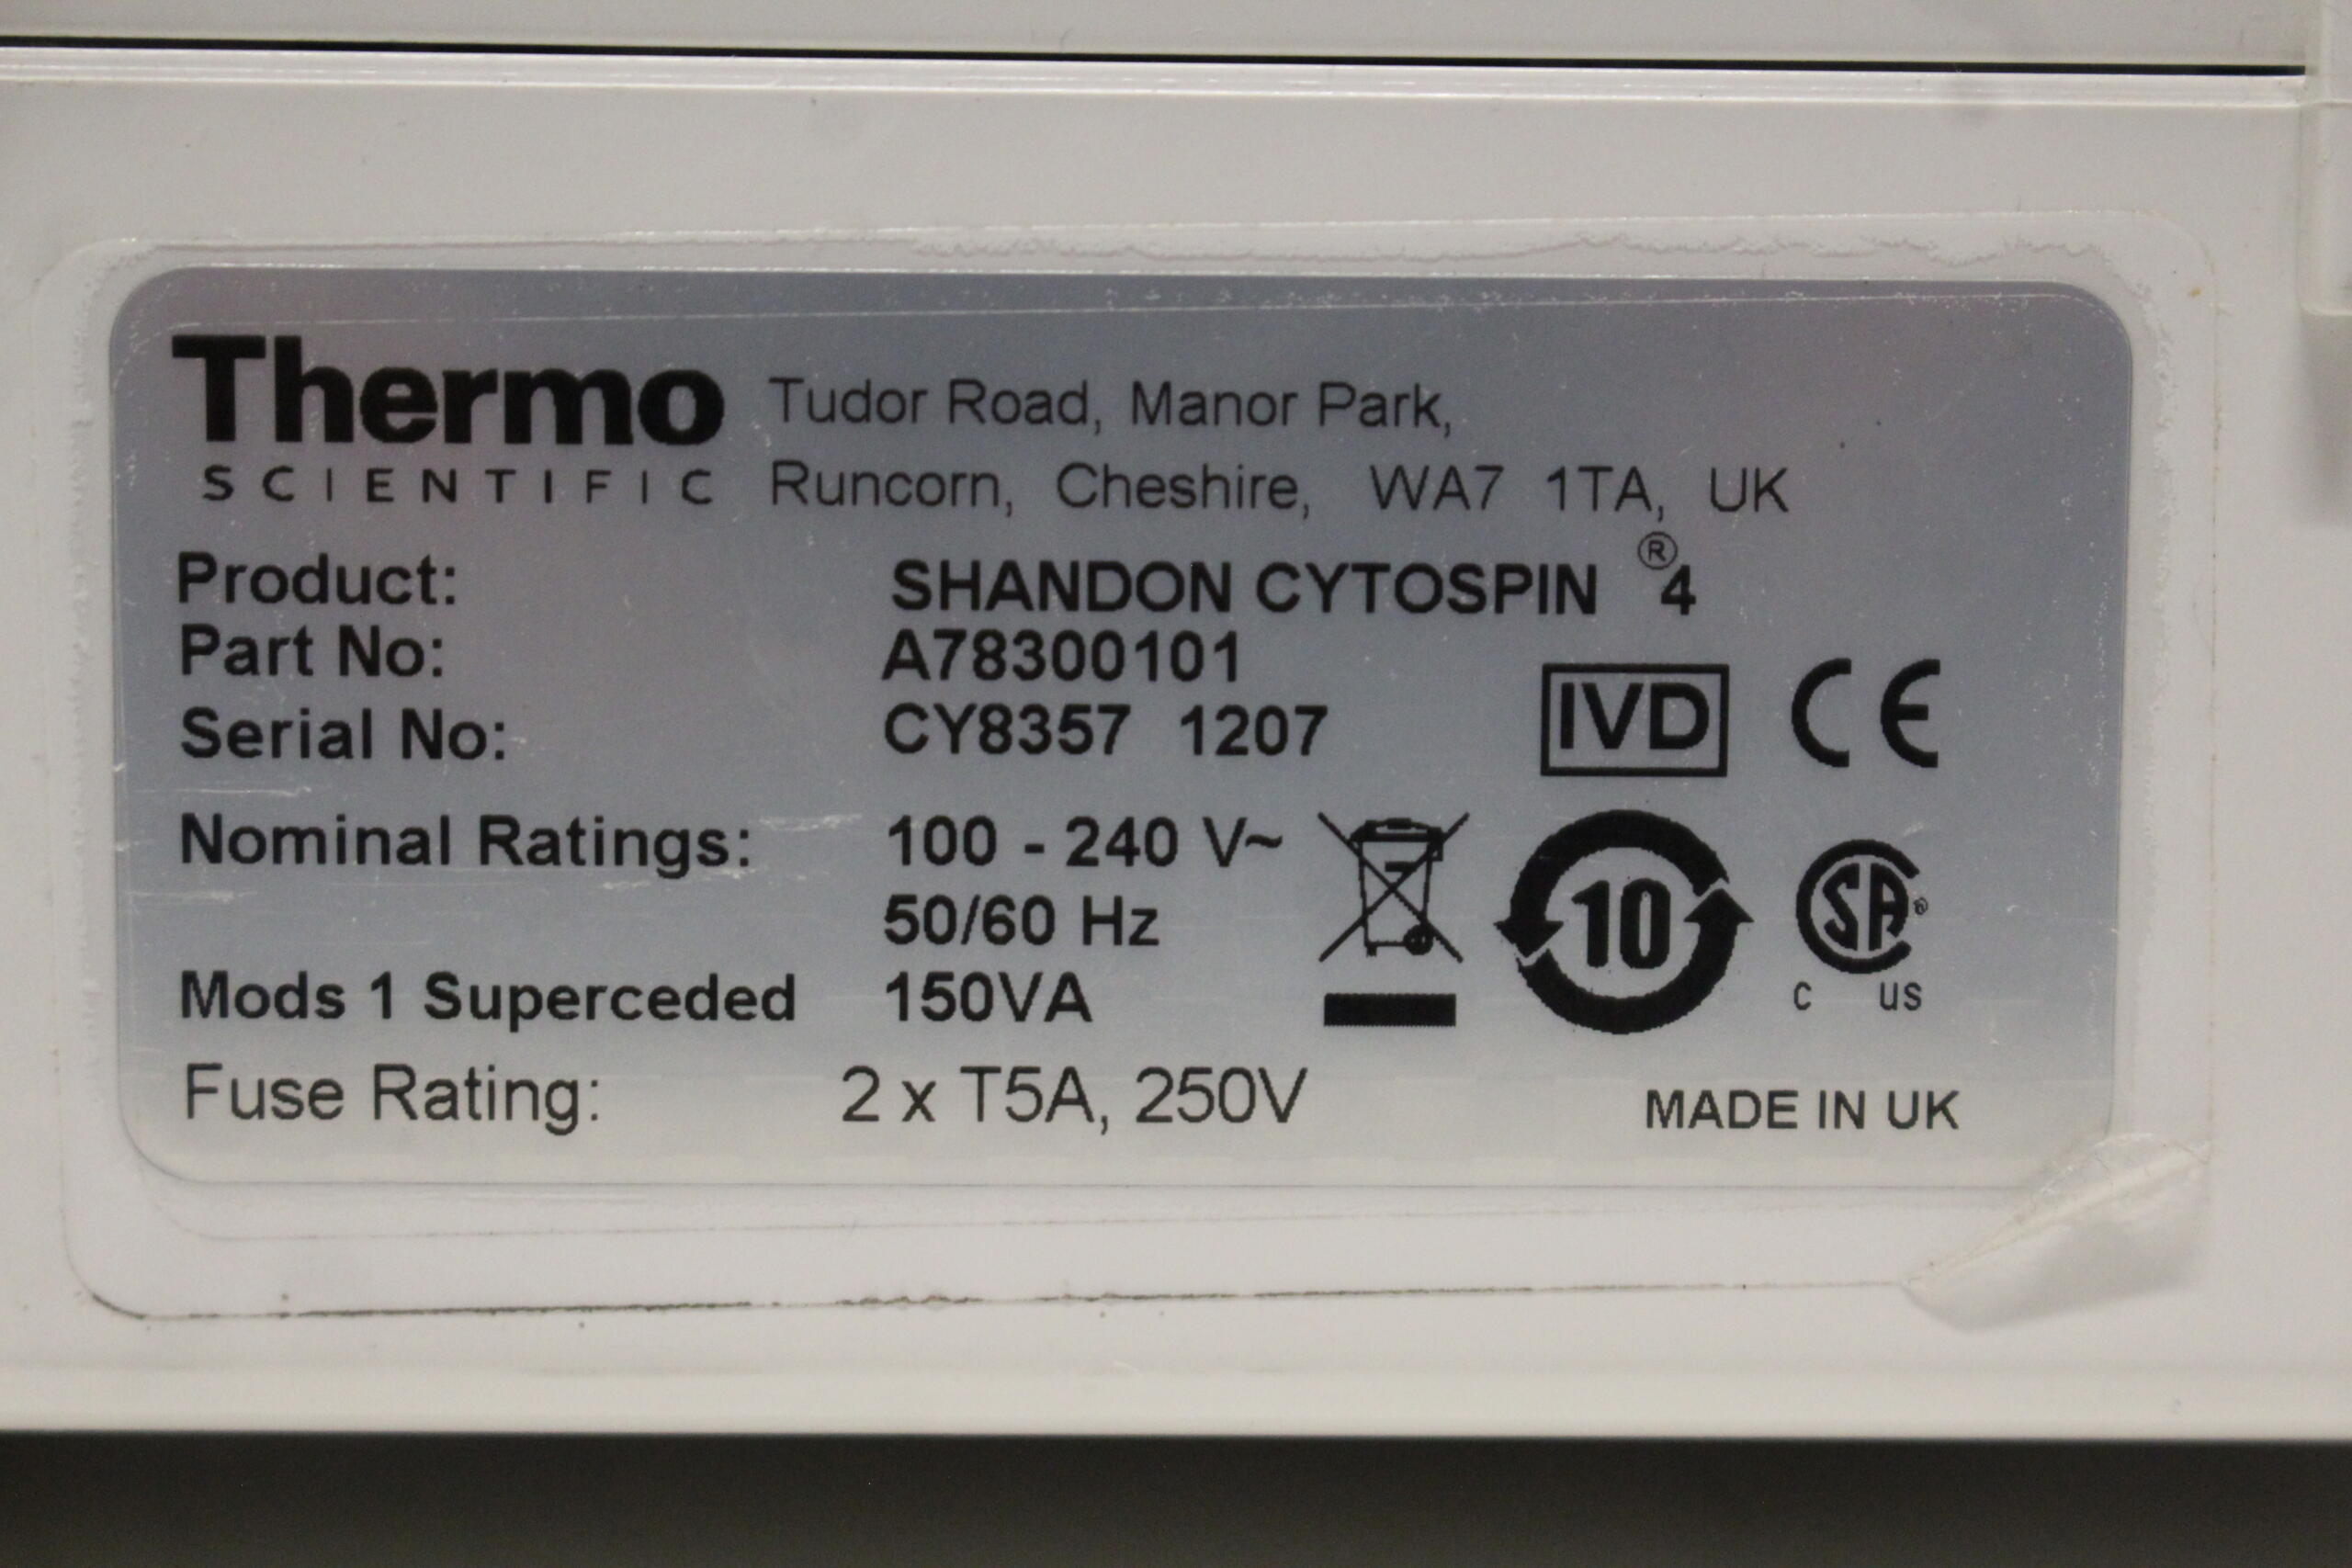 Thermo
SCIENTIFIC
Tudor Road, Manor Park,
Runcorn, Cheshire, WA7 1TA, UK
Product: SHANDON CYTOSPIN ® 4
Part No: A78300101
Serial No: CY8357 1207
IVD CE
Nominal Ratings: 100 - 240 V~
50/60 Hz
10
SA®
C US
Mods 1 Superceded 150VA
Fuse Rating: 2 x T5A, 250V
MADE IN UK